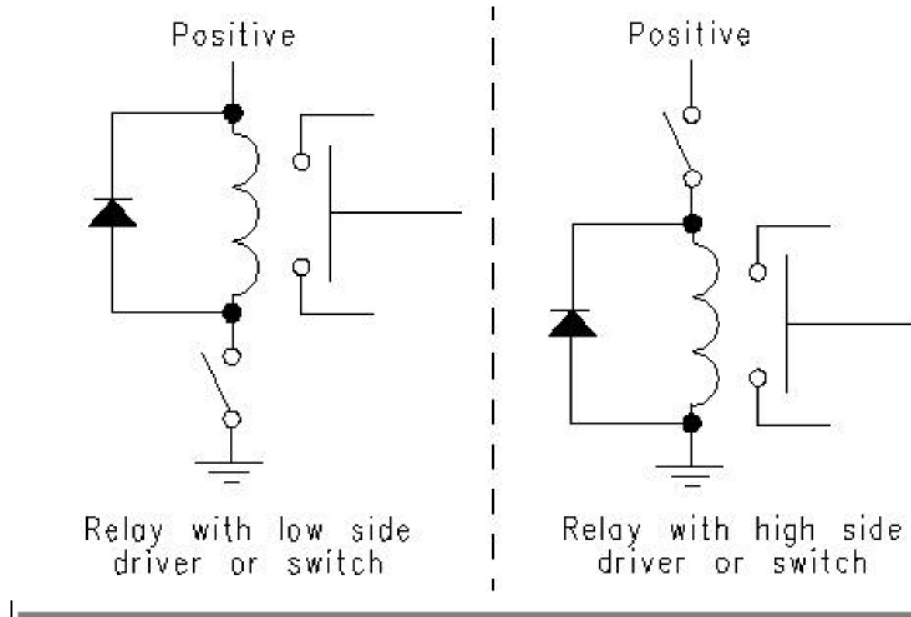 Positive
Positive
Relay with low side
driver or switch
Relay with high side
driver or switch